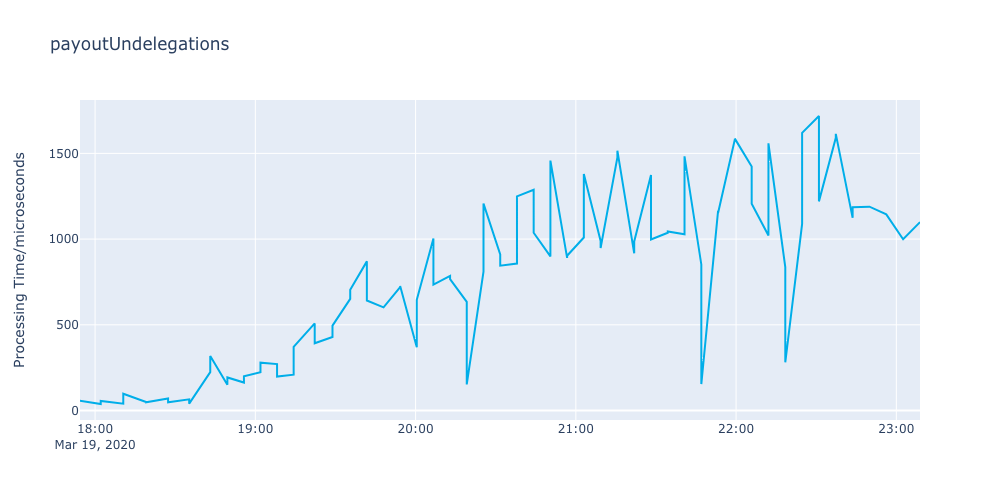 payoutUndelegations
Processing Time/microseconds
1500
1000
500
0
18:00 19:00 20:00 21:00 22:00 23:00
Mar 19, 2020